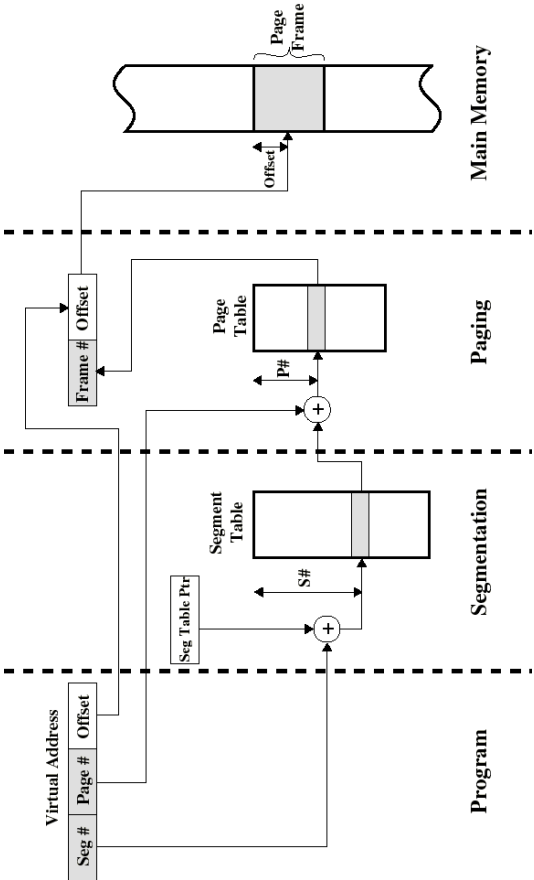 Virtual Address
Seg #
Page #
Offset
Seg Table Ptr
+
S#
Segment
Table
+
P#
Page
Table
Frame #
Offset
Offset
Page
Frame
Program
Segmentation
Paging
Main Memory